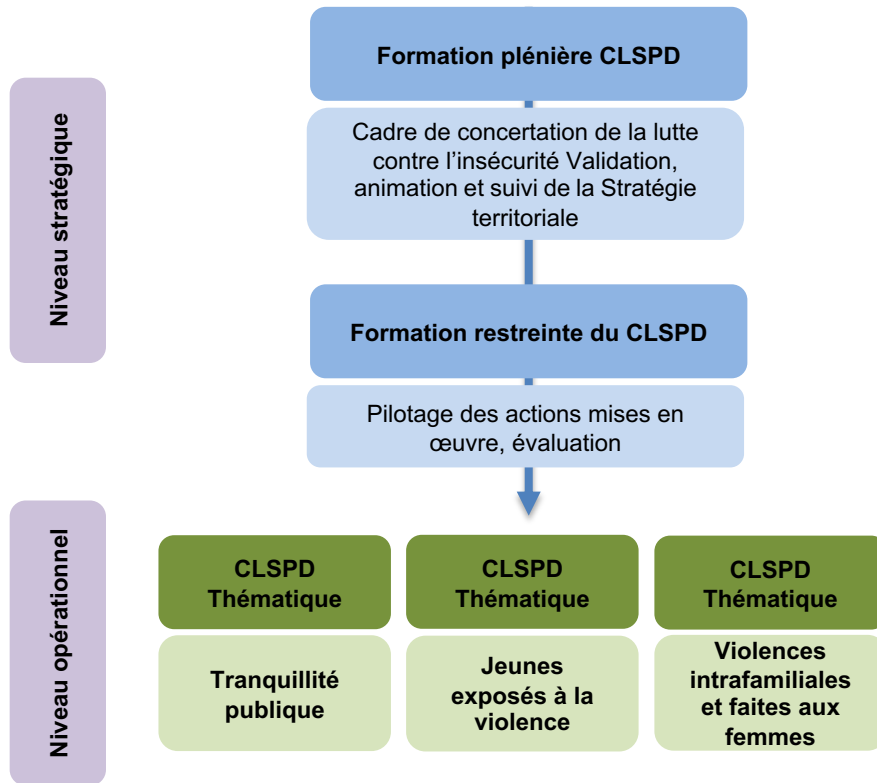 Niveau stratégique
Formation plénière CLSPD
Cadre de concertation de la lutte
contre l'insécurité Validation,
animation et suivi de la Stratégie
territoriale
Formation restreinte du CLSPD
Pilotage des actions mises en
œuvre, évaluation
Niveau opérationnel
CLSPD
Thématique
Tranquillité
publique
CLSPD
Thématique
Jeunes
exposés à la
violence
CLSPD
Thématique
Violences
intrafamiliales
et faites aux
femmes